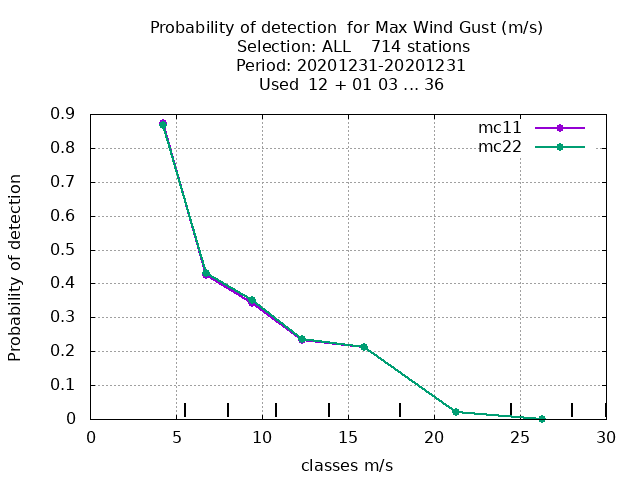 Probability of detection  for Max Wind Gust (m/s)
Selection: ALL    714 stations
Period: 20201231-20201231
Used  12 + 01 03 ... 36
mc11
mc22
Probability of detection
0.9
0.8
0.7
0.6
0.5
0.4
0.3
0.2
0.1
0
0 5 10 15 20 25 30
classes m/s